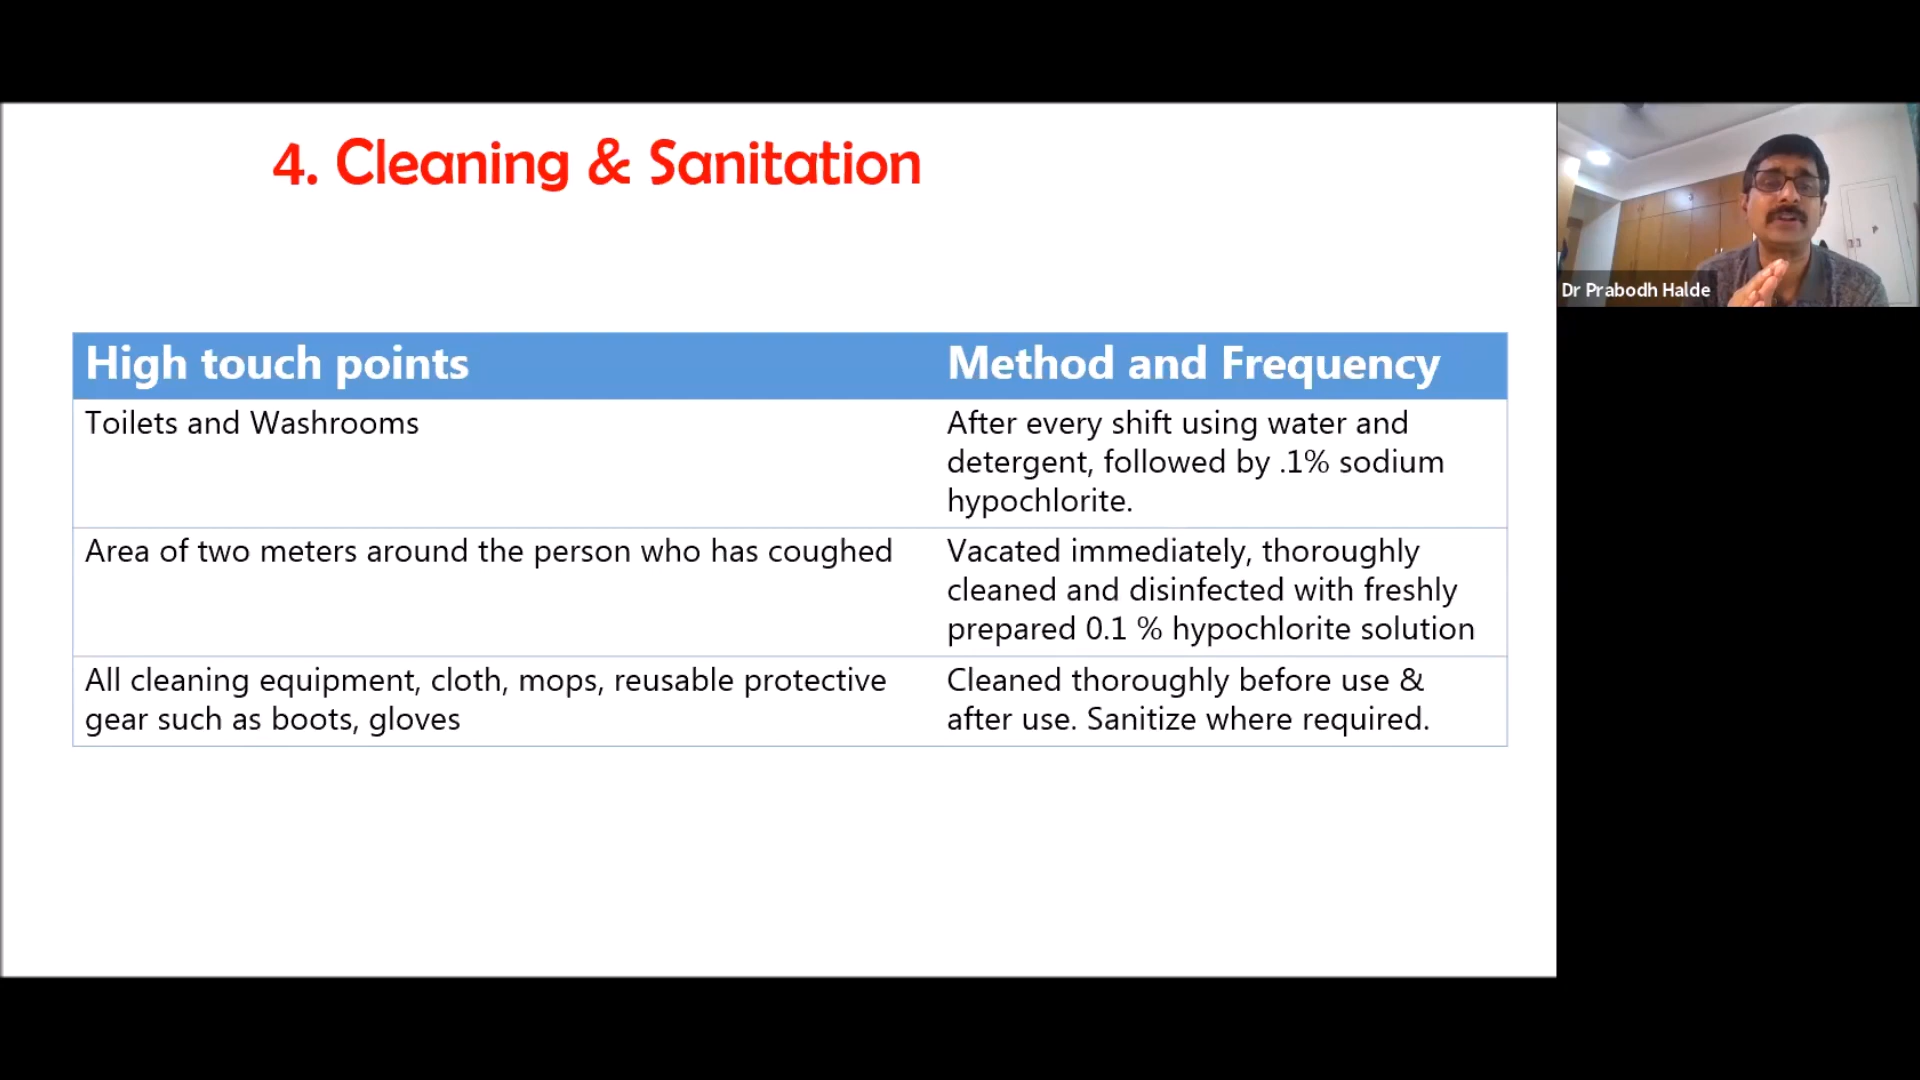 4. Cleaning & Sanitation
Dr Prabodh Halde
High touch points
Method and Frequency
Toilets and Washrooms
After every shift using water and
detergent, followed by .1% sodium
hypochlorite.
Area of two meters around the person who has coughed
Vacated immediately, thoroughly
cleaned and disinfected with freshly
prepared 0.1 % hypochlorite solution
All cleaning equipment, cloth, mops, reusable protective
gear such as boots, gloves
Cleaned thoroughly before use &
after use. Sanitize where required.